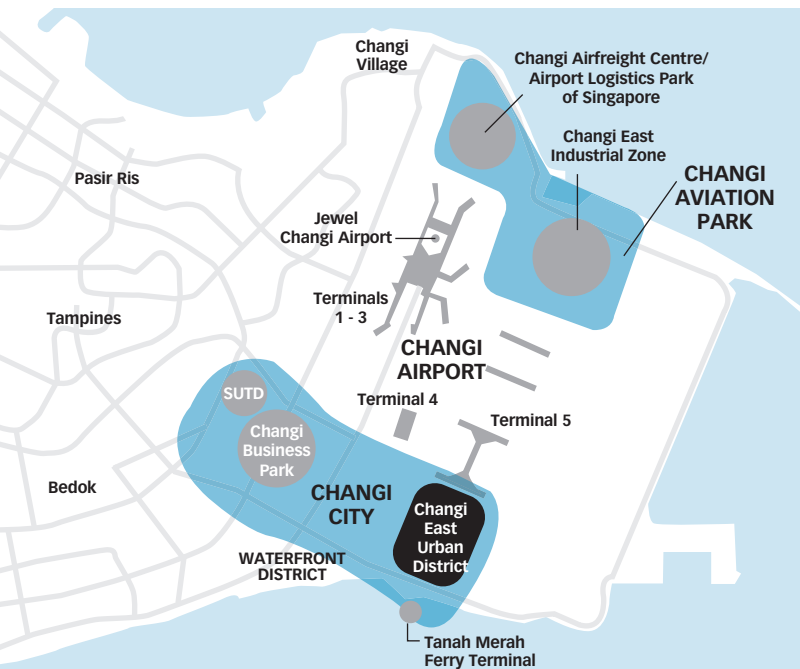 Changi
Village
Changi Airfreight Centre/
Airport Logistics Park
of Singapore
Changi East
Industrial Zone
CHANGI
AVIATION
PARK
Pasir Ris
Jewel
Changi Airport
Terminals
1 - 3
Tampines
CHANGI
AIRPORT
Terminal 4
Terminal 5
SUTD
Changi
Business
Park
Bedok
CHANGI
CITY
Changi
East
Urban
District
WATERFRONT
DISTRICT
Tanah Merah
Ferry Terminal